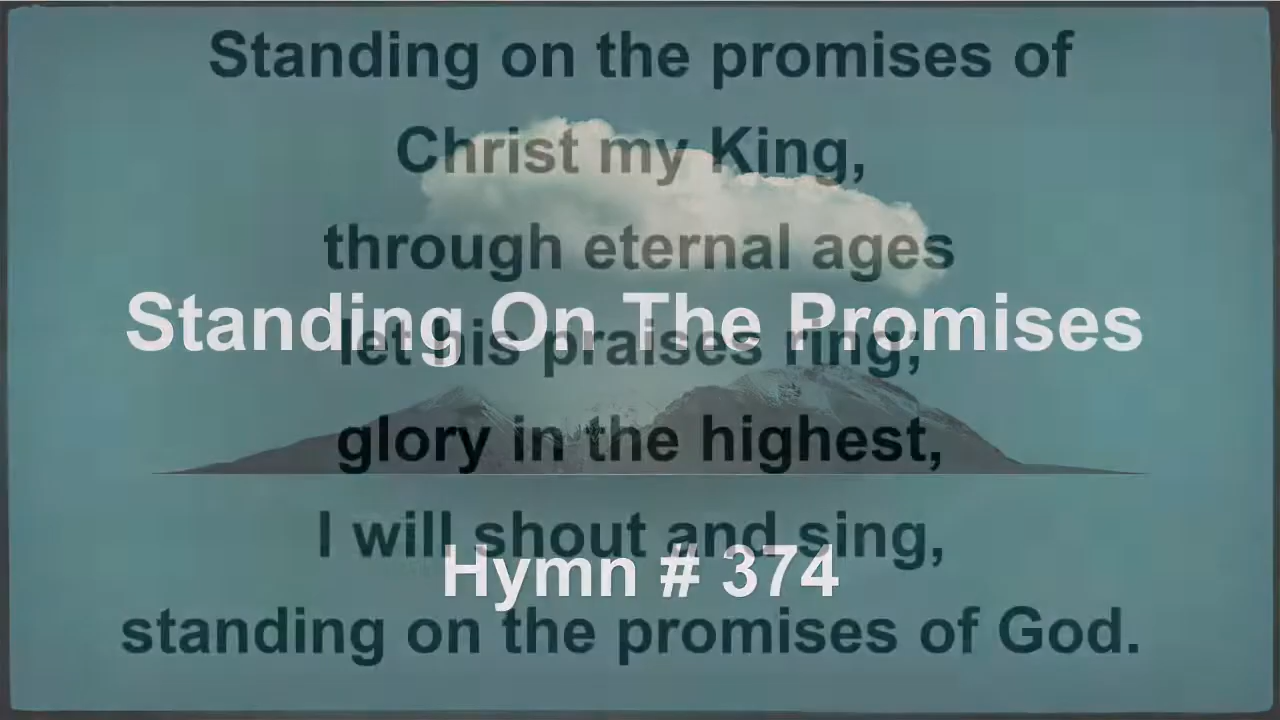 Standing on the promises of
Christ my King,
through eternal ages
Standing On The Promises
let his praises ring;
glory in the highest,
I will shout and sing,
Hymn # 374
standing on the promises of God.